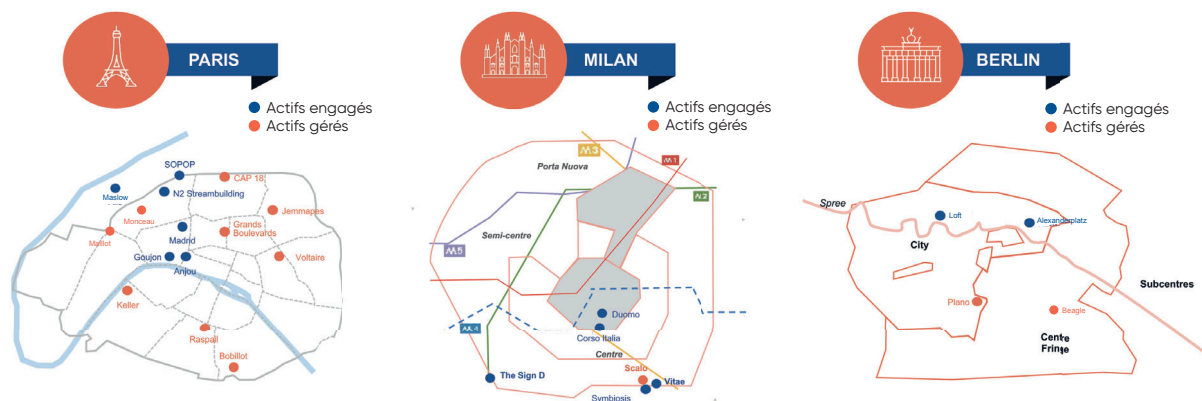 PARIS
Actifs engagés
Actifs gérés
SOPOP
CAP 18
Maslow
N2 Streambuilding
Monceau
Jemmapes
Maillot
Madrid
Grands
Boulevards
Goujon
Anjou
Voltaire
Keller
Raspail
Bobillot
MILAN
Actifs engagés
Actifs gérés
M3
M1
Porta Nuova
M2
Semi-centre
M5
Duomo
M4
Corso Italia
Centre
Scalo
The Sign D
Vitae
Symbiosis
BERLIN
Actifs engagés
Actifs gérés
Spree
Loft
Alexanderplatz
City
Subcentres
Plano
Beagle
Centre
Fringe